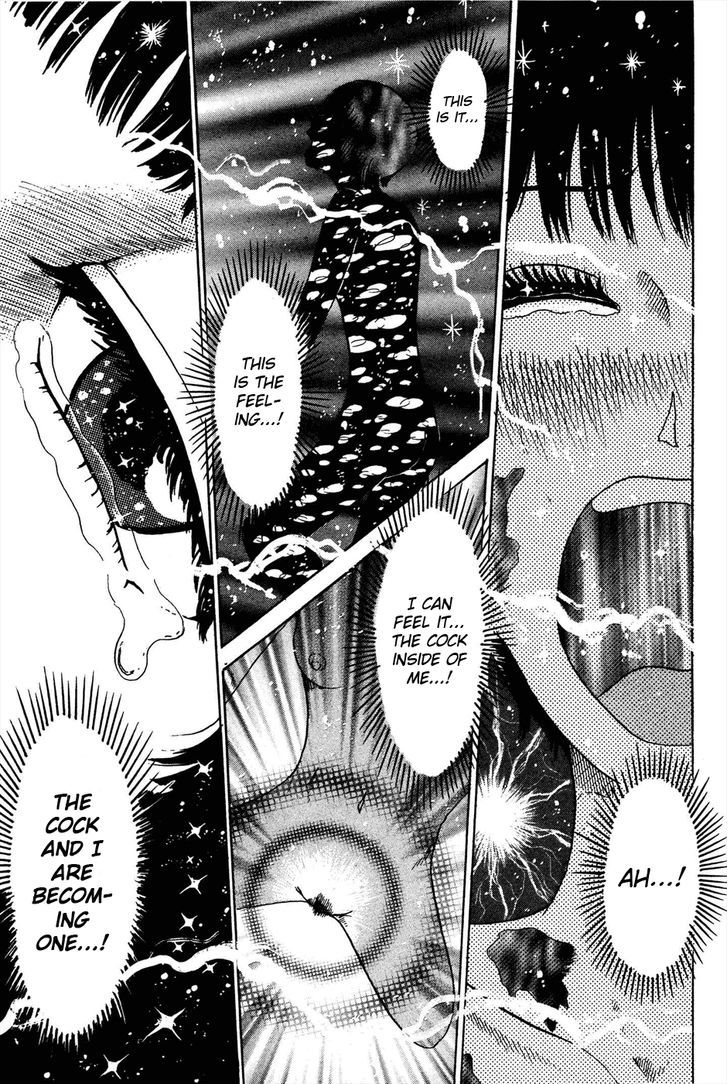 AH...!
THIS
IS IT...
THIS
IS THE
FEEL-
ING...!
I CAN
FEEL IT...
THE COCK
INSIDE OF
ME...!
THE
COCK
AND I
ARE
BECOM-
ING
ONE...!